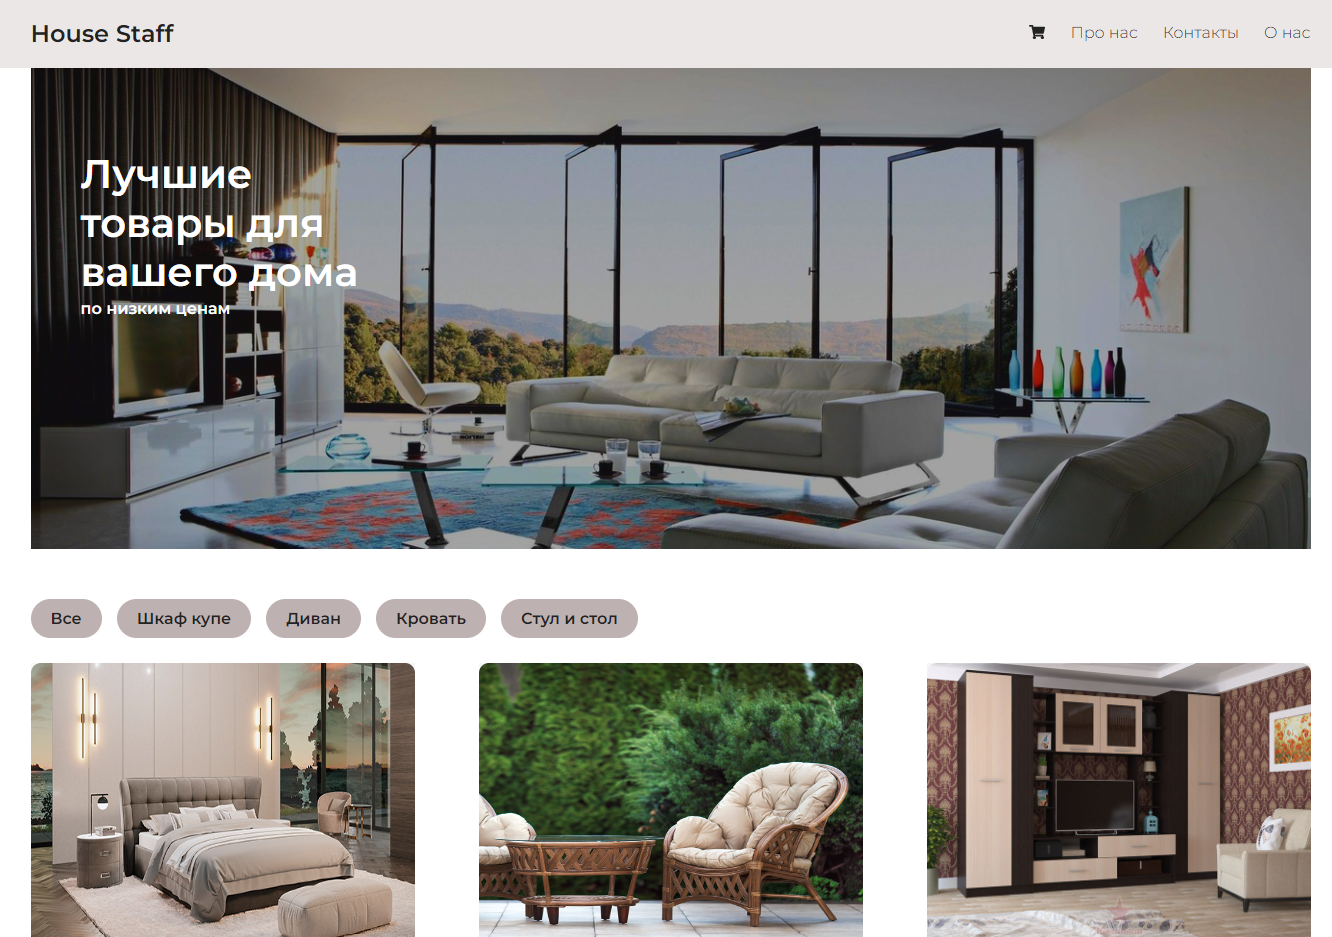 House Staff
Про нас
Контакты
О нас
Лучшие
товары для
вашего дома
по низким ценам
Все
Шкаф купе
Диван
Кровать
Стул и стол